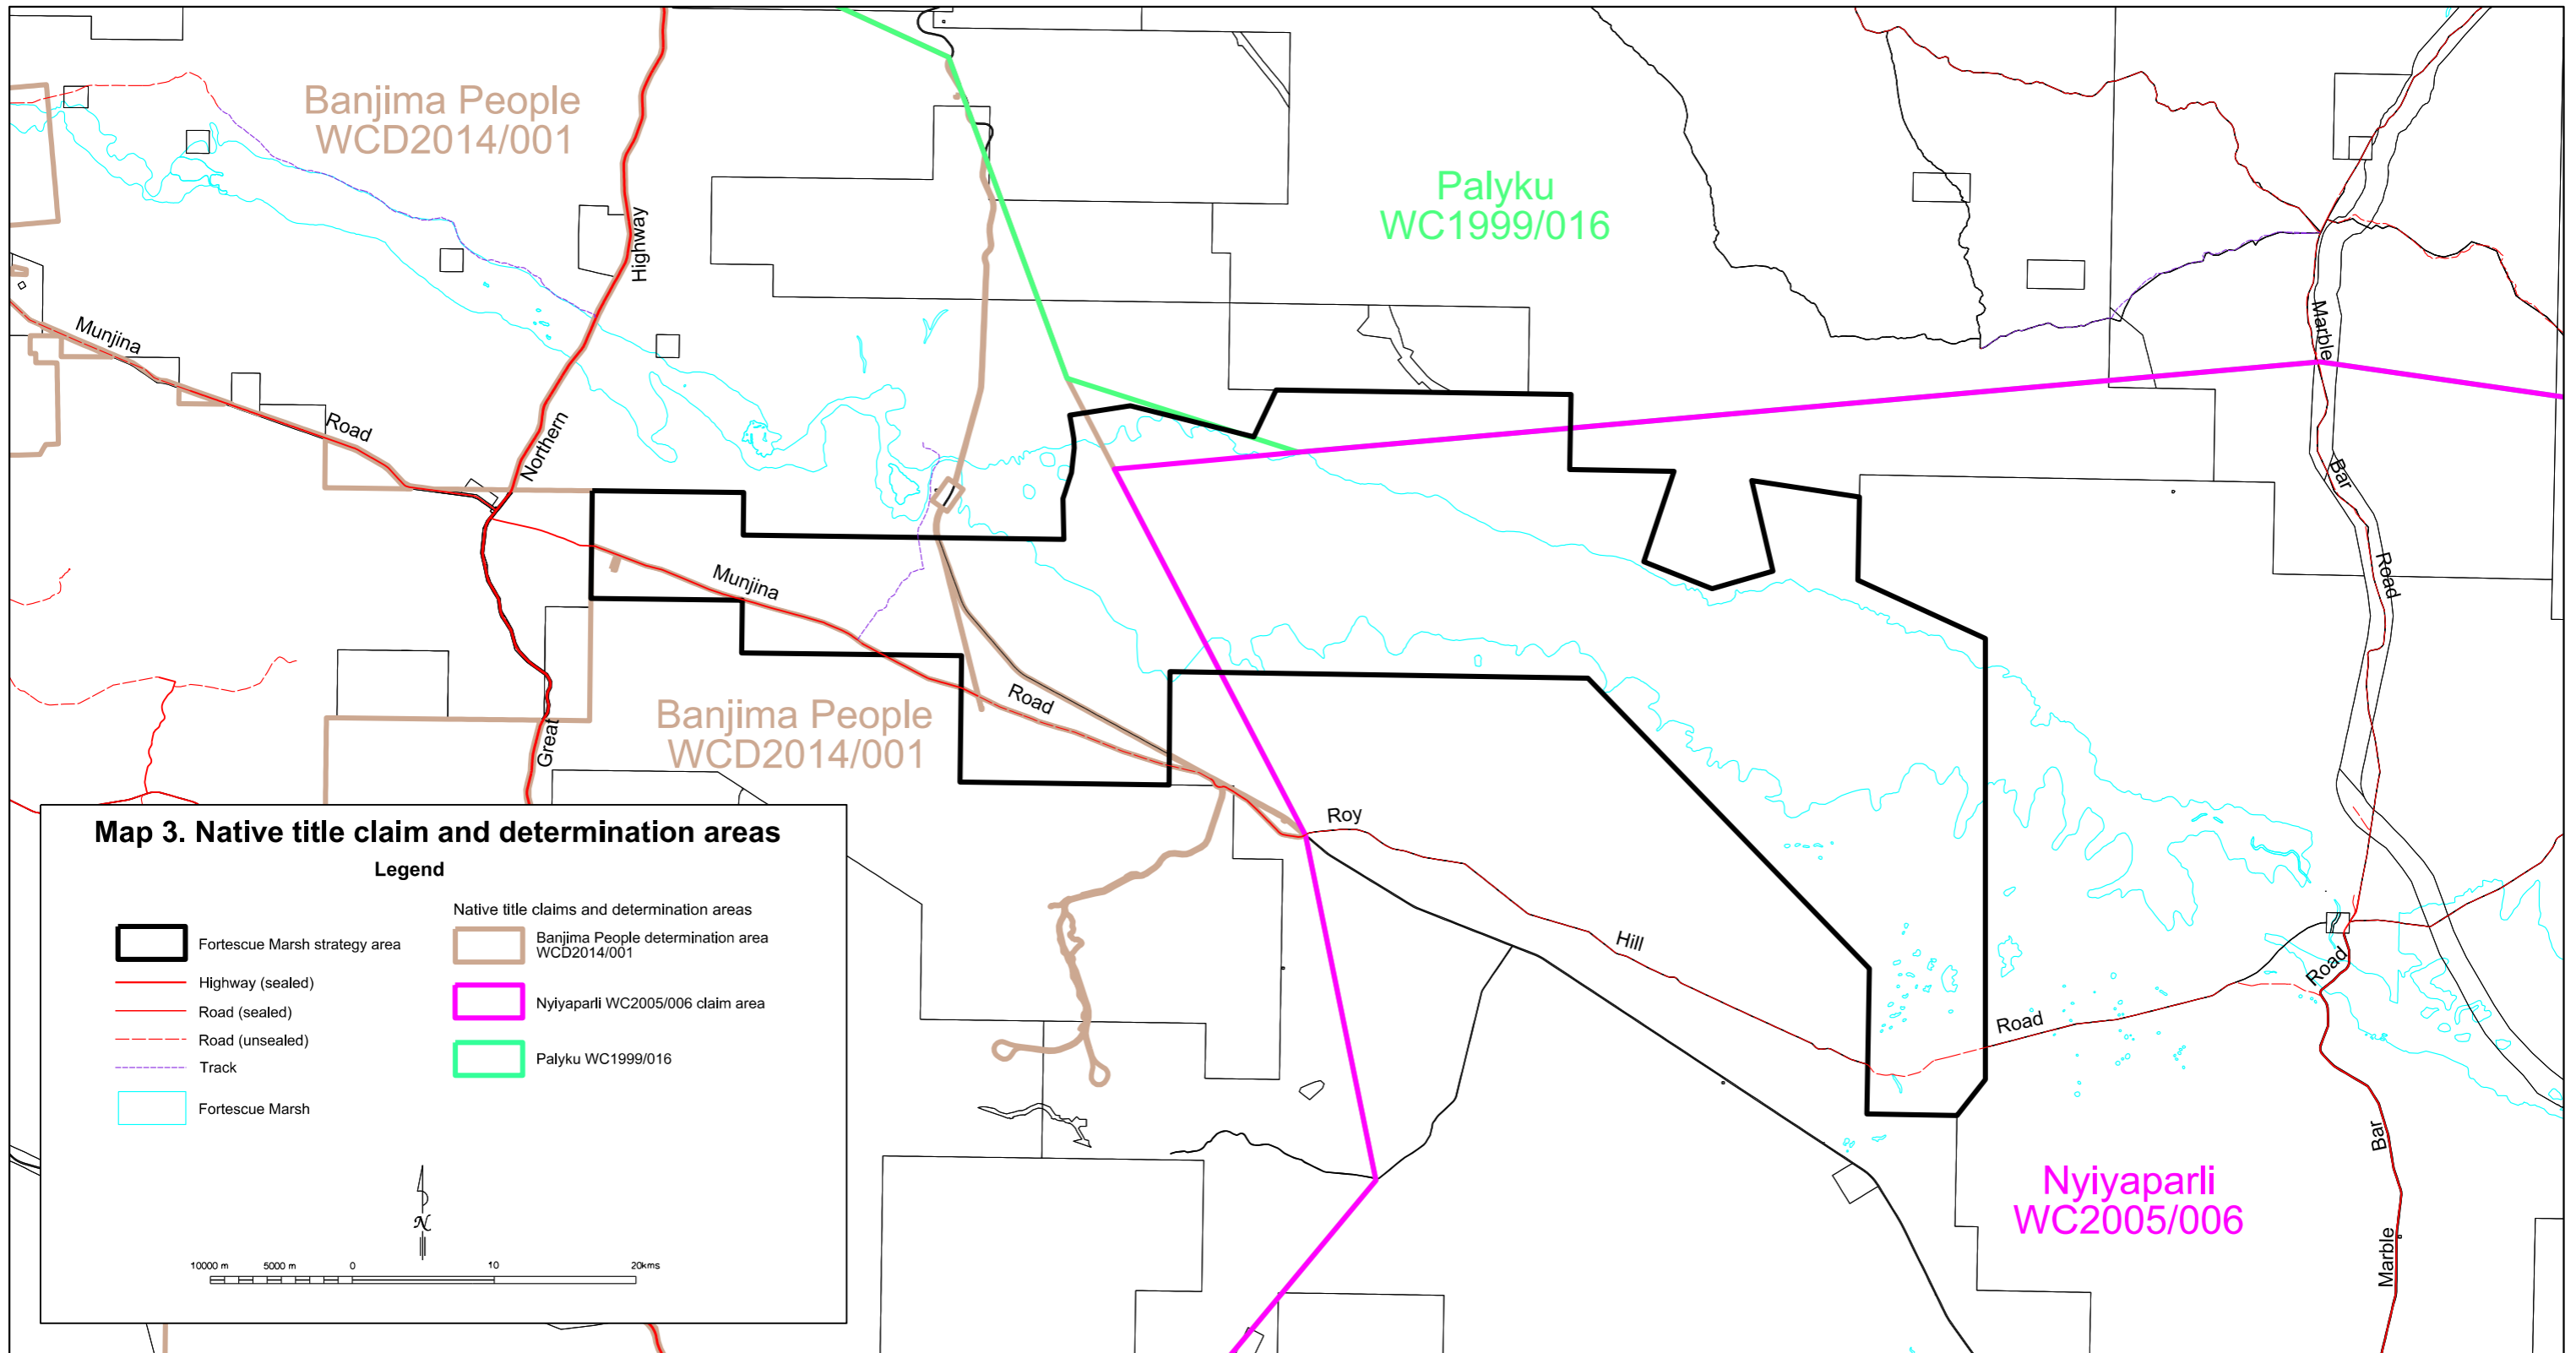 Banjima People
WCD2014/001
Palyku
WC1999/016
Highway
Munjina
Road
Northern
Marble
Bar
Road
Munjina
Road
Banjima People
WCD2014/001
Great
Roy
Hill
Road
Road
Bar
Marble
Nyiyaparli
WC2005/006
Map 3. Native title claim and determination areas
Legend
Fortescue Marsh strategy area
Highway (sealed)
Road (sealed)
Road (unsealed)
Track
Fortescue Marsh
Native title claims and determination areas
Banjima People determination area
WCD2014/001
Nyiyaparli WC2005/006 claim area
Palyku WC1999/016
N
10000 m 5000 m 0 10 20kms